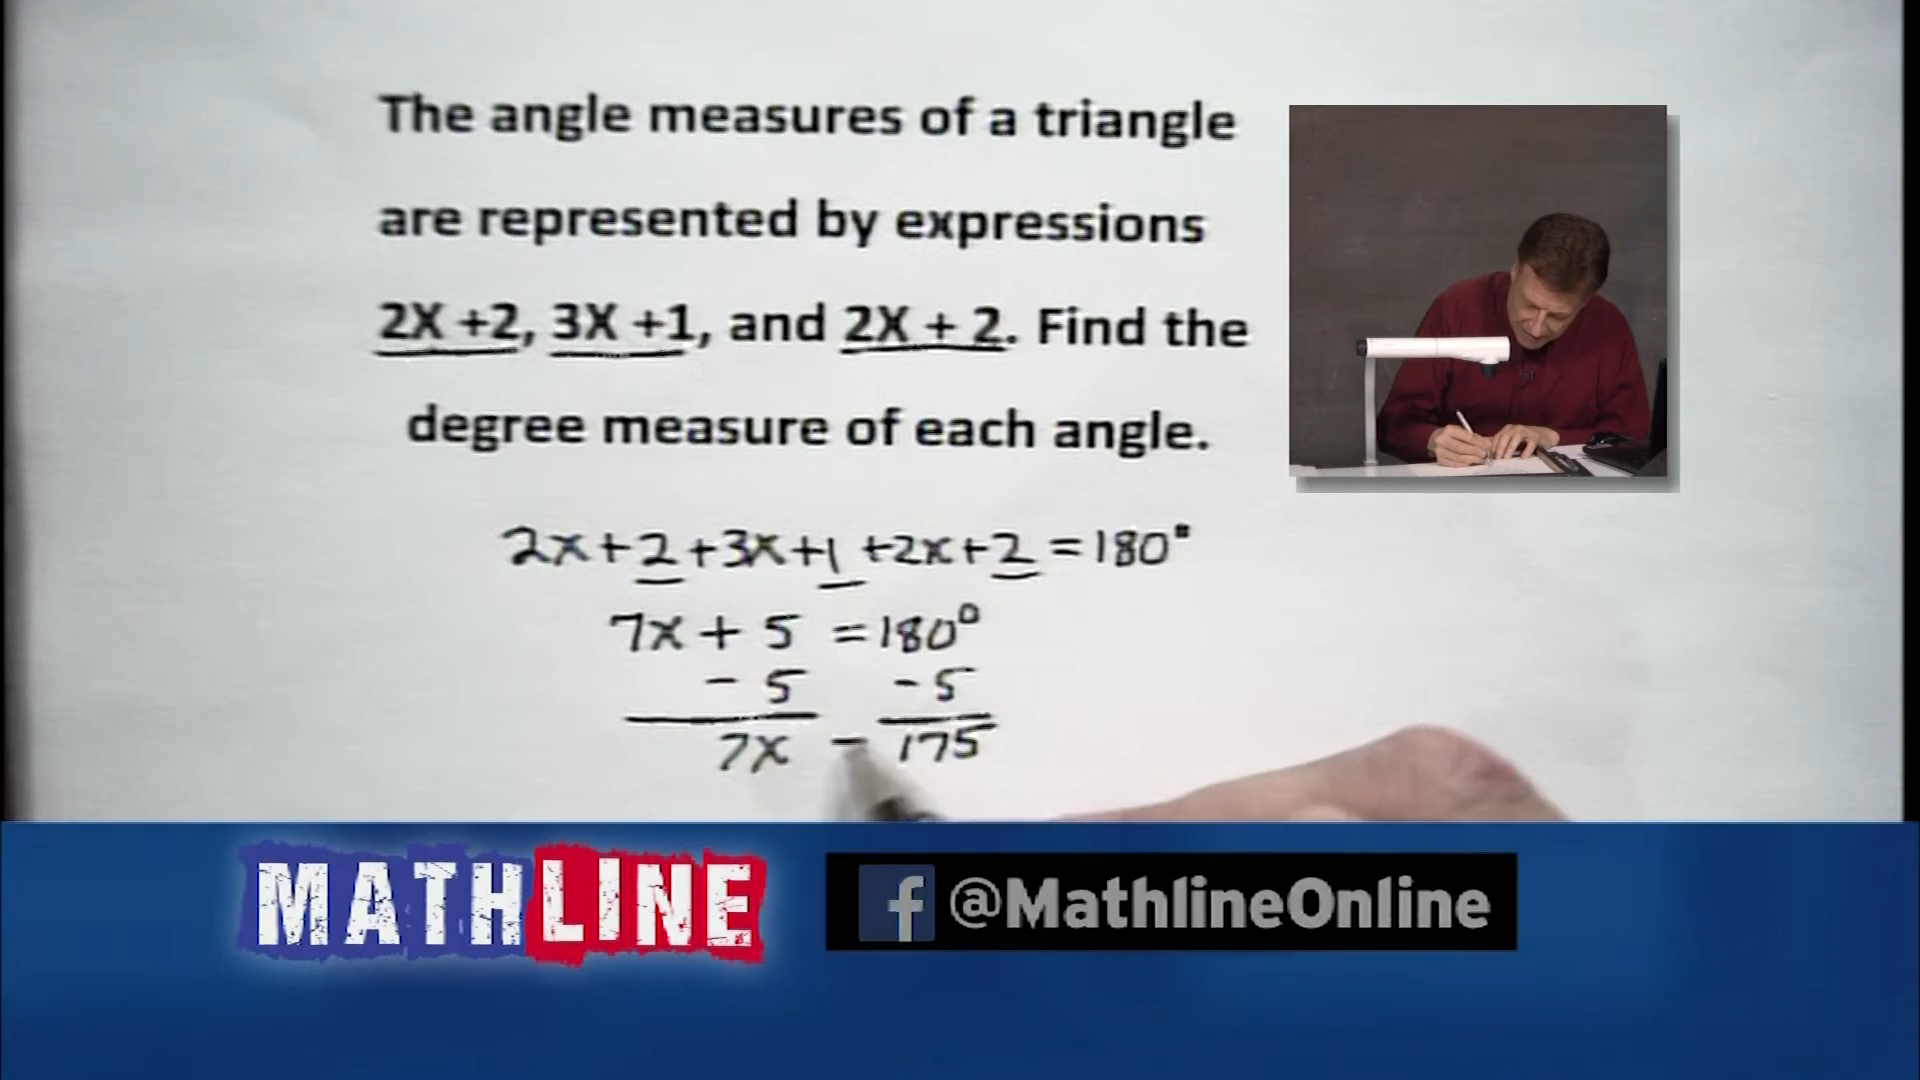 The angle measures of a triangle
are represented by expressions
2X +2, 3X +1, and 2X + 2. Find the
degree measure of each angle.
2x+2+3x+1+2x+2=180°
7x+5=180°
-5 -5
7x - 175
MATHLINE
f @MathlineOnline